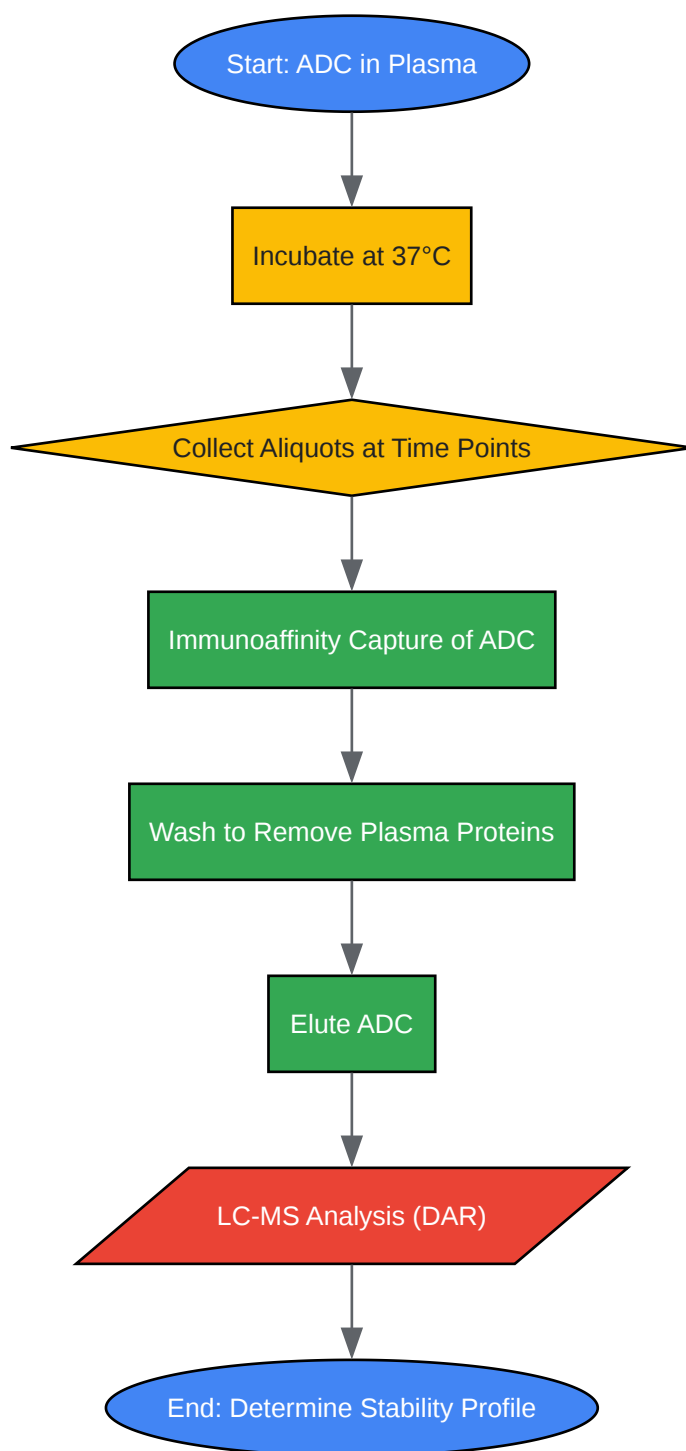 Start: ADC in Plasma
Incubate at 37°C
Collect Aliquots at Time Points
Immunoaffinity Capture of ADC
Wash to Remove Plasma Proteins
Elute ADC
LC-MS Analysis (DAR)
End: Determine Stability Profile